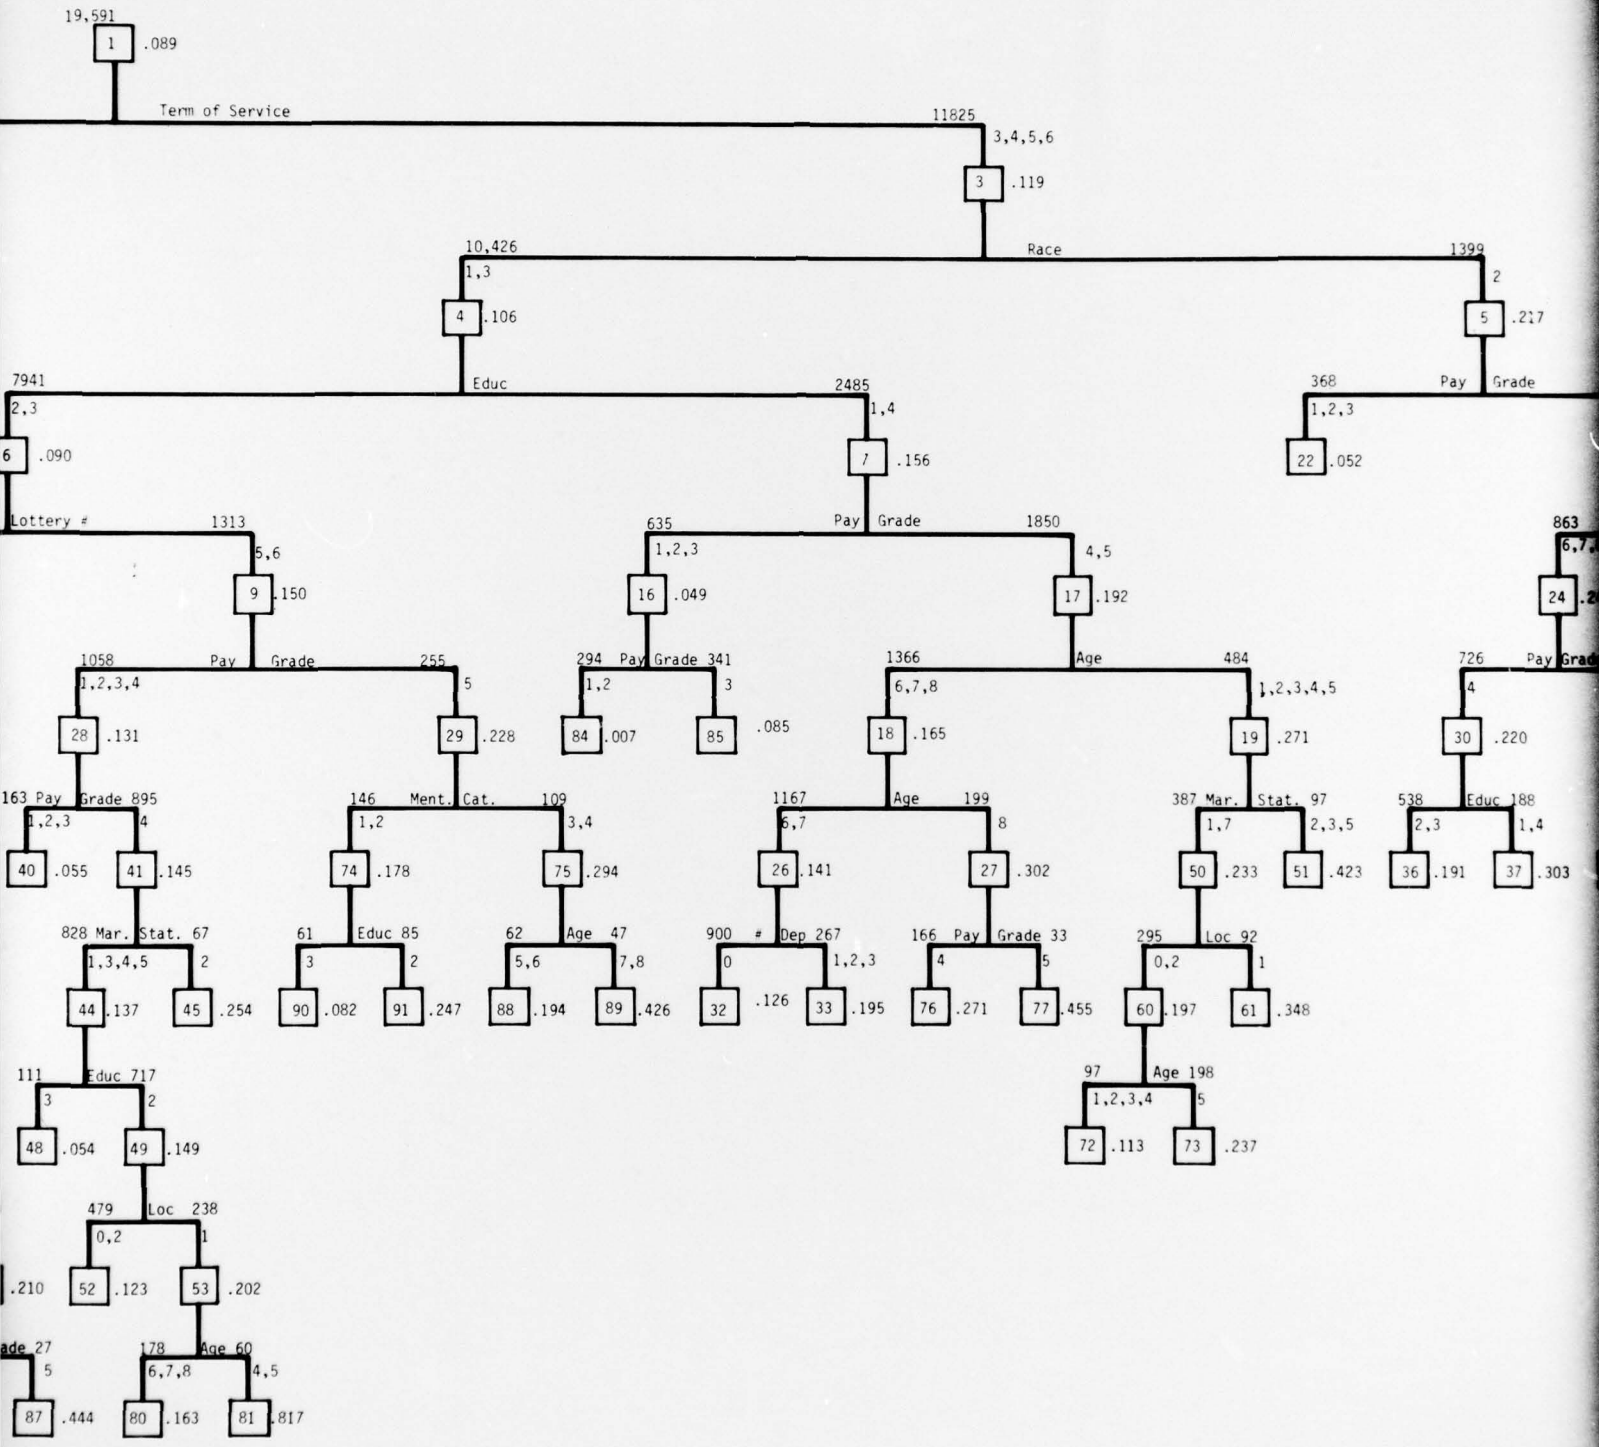 19,591
1 .089
Term of Service 11825
3,4,5,6
3 .119
10,426 Race 1399
1,3 2
4 .106 5 .217
7941 Educ 2485 368 Pay Grade
2,3 1,4 1,2,3
6 .090 7 .156 22 .052
Lottery # 1313 635 Pay Grade 1850 863
5,6 1,2,3 4,5 6,7,
9 .150 16 .049 17 .192 24
1058 Pay Grade 255 294 Pay Grade 341 1366 Age 484 726 Pay Grad
1,2,3,4 5 1,2 3 6,7,8 1,2,3,4,5 4
28 .131 29 .228 84 .007 85 .085 18 .165 19 .271 30 .220
163 Pay Grade 895 146 Ment. Cat. 109 1167 Age 199 387 Mar. Stat. 97 538 Educ 188
1,2,3 4 1,2 3,4 6,7 8 1,7 2,3,5 2,3 1,4
40 .055 41 .145 74 .178 75 .294 26 .141 27 .302 50 .233 51 .423 36 .191 37 .303
828 Mar. Stat. 67 61 Educ 85 62 Age 47 900 # Dep 267 166 Pay Grade 33 295 Loc 92
1,3,4,5 2 3 2 5,6 7,8 0 1,2,3 4 5 0,2 1
44 .137 45 .254 90 .082 91 .247 88 .194 89 .426 32 .126 33 .195 76 .271 77 .455 60 .197 61 .348
111 Educ 717 97 Age 198
3 2 1,2,3,4 5
48 .054 49 .149 72 .113 73 .237
479 Loc 238
0,2 1
.210 52 .123 53 .202
ade 27 178 Age 60
5 6,7,8 4,5
87 .444 80 .163 81 .817